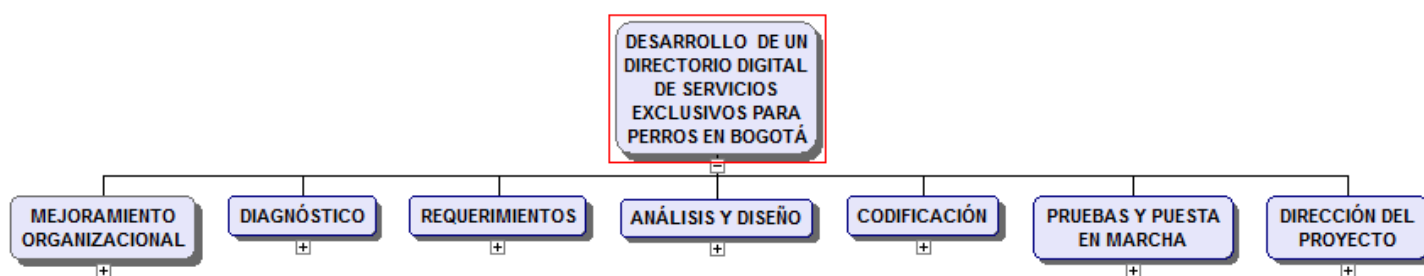 DESARROLLO DE UN
DIRECTORIO DIGITAL
DE SERVICIOS
EXCLUSIVOS PARA
PERROS EN BOGOTÁ
MEJORAMIENTO
ORGANIZACIONAL
DIAGNÓSTICO
REQUERIMIENTOS
ANÁLISIS Y DISEÑO
CODIFICACIÓN
PRUEBAS Y PUESTA
EN MARCHA
DIRECCIÓN DEL
PROYECTO